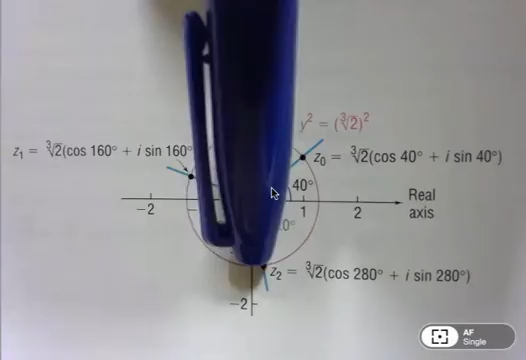 y² = (∛2)²
z₁ = ∛2(cos 160° + i sin 160°
z₀ = ∛2(cos 40° + i sin 40°)
40°
Real
axis
−2
1
2
0°
z₂ = ∛2(cos 280° + i sin 280°)
−2
AF
Single